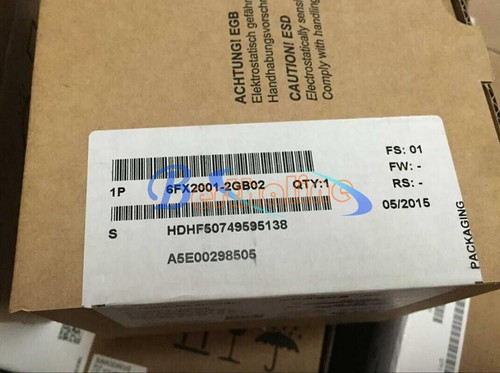 ACHTUNG! EGB
Elektrostatisch gefähr
Handhabungsvorschr
CAUTION! ESD
Electrostatically sensi
Comply with handling
FS: 01
1P 6FX2001-2GB02 QTY:1
FW: -
RS: -
05/2015
S HDHF50749595138
A5E00298505
PACKAGING